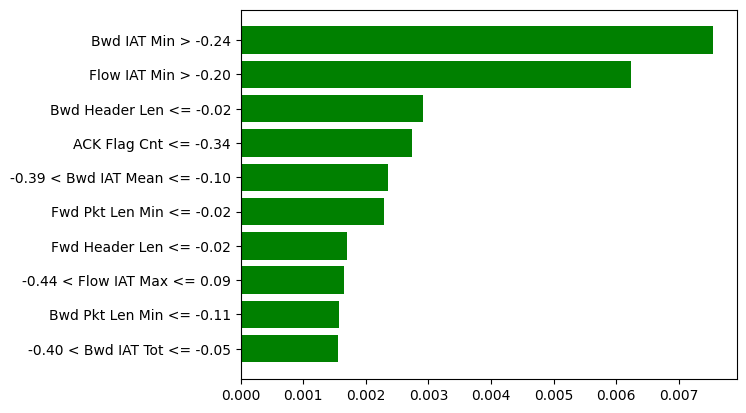 Bwd IAT Min > -0.24
Flow IAT Min > -0.20
Bwd Header Len <= -0.02
ACK Flag Cnt <= -0.34
-0.39 < Bwd IAT Mean <= -0.10
Fwd Pkt Len Min <= -0.02
Fwd Header Len <= -0.02
-0.44 < Flow IAT Max <= 0.09
Bwd Pkt Len Min <= -0.11
-0.40 < Bwd IAT Tot <= -0.05
0.000 0.001 0.002 0.003 0.004 0.005 0.006 0.007